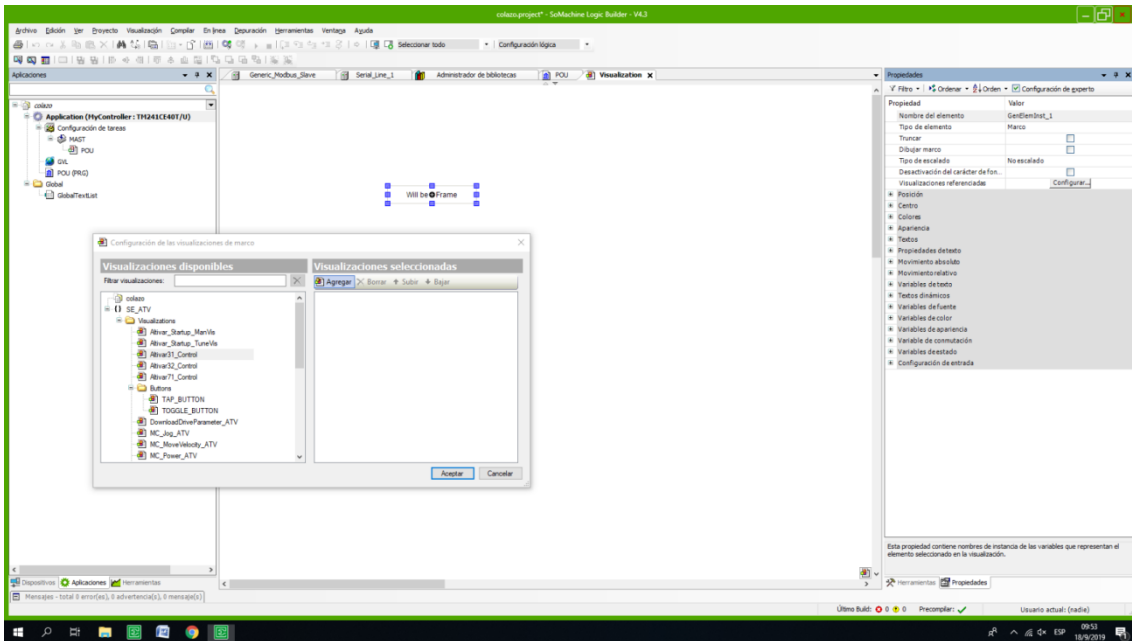 colazo.project* - SoMachine Logic Builder - V4.3
Archivo Edición Ver Proyecto Visualización Compilar En línea Depuración Herramientas Ventana Ayuda
Seleccionar todo Configuración lógica
Aplicaciones
Generic_Modbus_Slave Serial_Line_1 Administrador de bibliotecas POU Visualization X
Propiedades
Filtro Ordenar Orden Configuración de experto
Propiedad Valor
Nombre del elemento GenElemInst_1
Tipo de elemento Marco
Truncar
Dibujar marco
Tipo de escalado No escalado
Desactivación del carácter de fon...
Visualizaciones referenciadas Configurar...
Posición
Centro
Colores
Apariencia
Textos
Propiedades de texto
Movimiento absoluto
Movimiento relativo
Variables de texto
Textos dinámicos
Variables de fuente
Variables de color
Variables de apariencia
Variable de conmutación
Variables de estado
Configuración de entrada
colazo
Application (MyController : TM241CE40T/U)
Configuración de tareas
MAST
POU
GVL
POU (PRG)
Global
GlobalTextList
Will be Frame
Configuración de las visualizaciones de marco
Visualizaciones disponibles
Filtrar visualizaciones:
colazo
SE_ATV
Visualizations
Altivar_Startup_ManVis
Altivar_Startup_TuneVis
Altivar31_Control
Altivar32_Control
Altivar71_Control
Buttons
TAP_BUTTON
TOGGLE_BUTTON
DownloadDriveParameter_ATV
MC_Jog_ATV
MC_MoveVelocity_ATV
MC_Power_ATV
Visualizaciones seleccionadas
Agregar Borrar Subir Bajar
Aceptar Cancelar
Esta propiedad contiene nombres de instancia de las variables que representan el
elemento seleccionado en la visualización.
Dispositivos Aplicaciones Herramientas
Herramientas Propiedades
Mensajes - total 0 error(es), 0 advertencia(s), 0 mensaje(s)
Último Build: 0 0 Precompilar: Usuario actual: (nadie)
ESP
09:53
18/9/2019